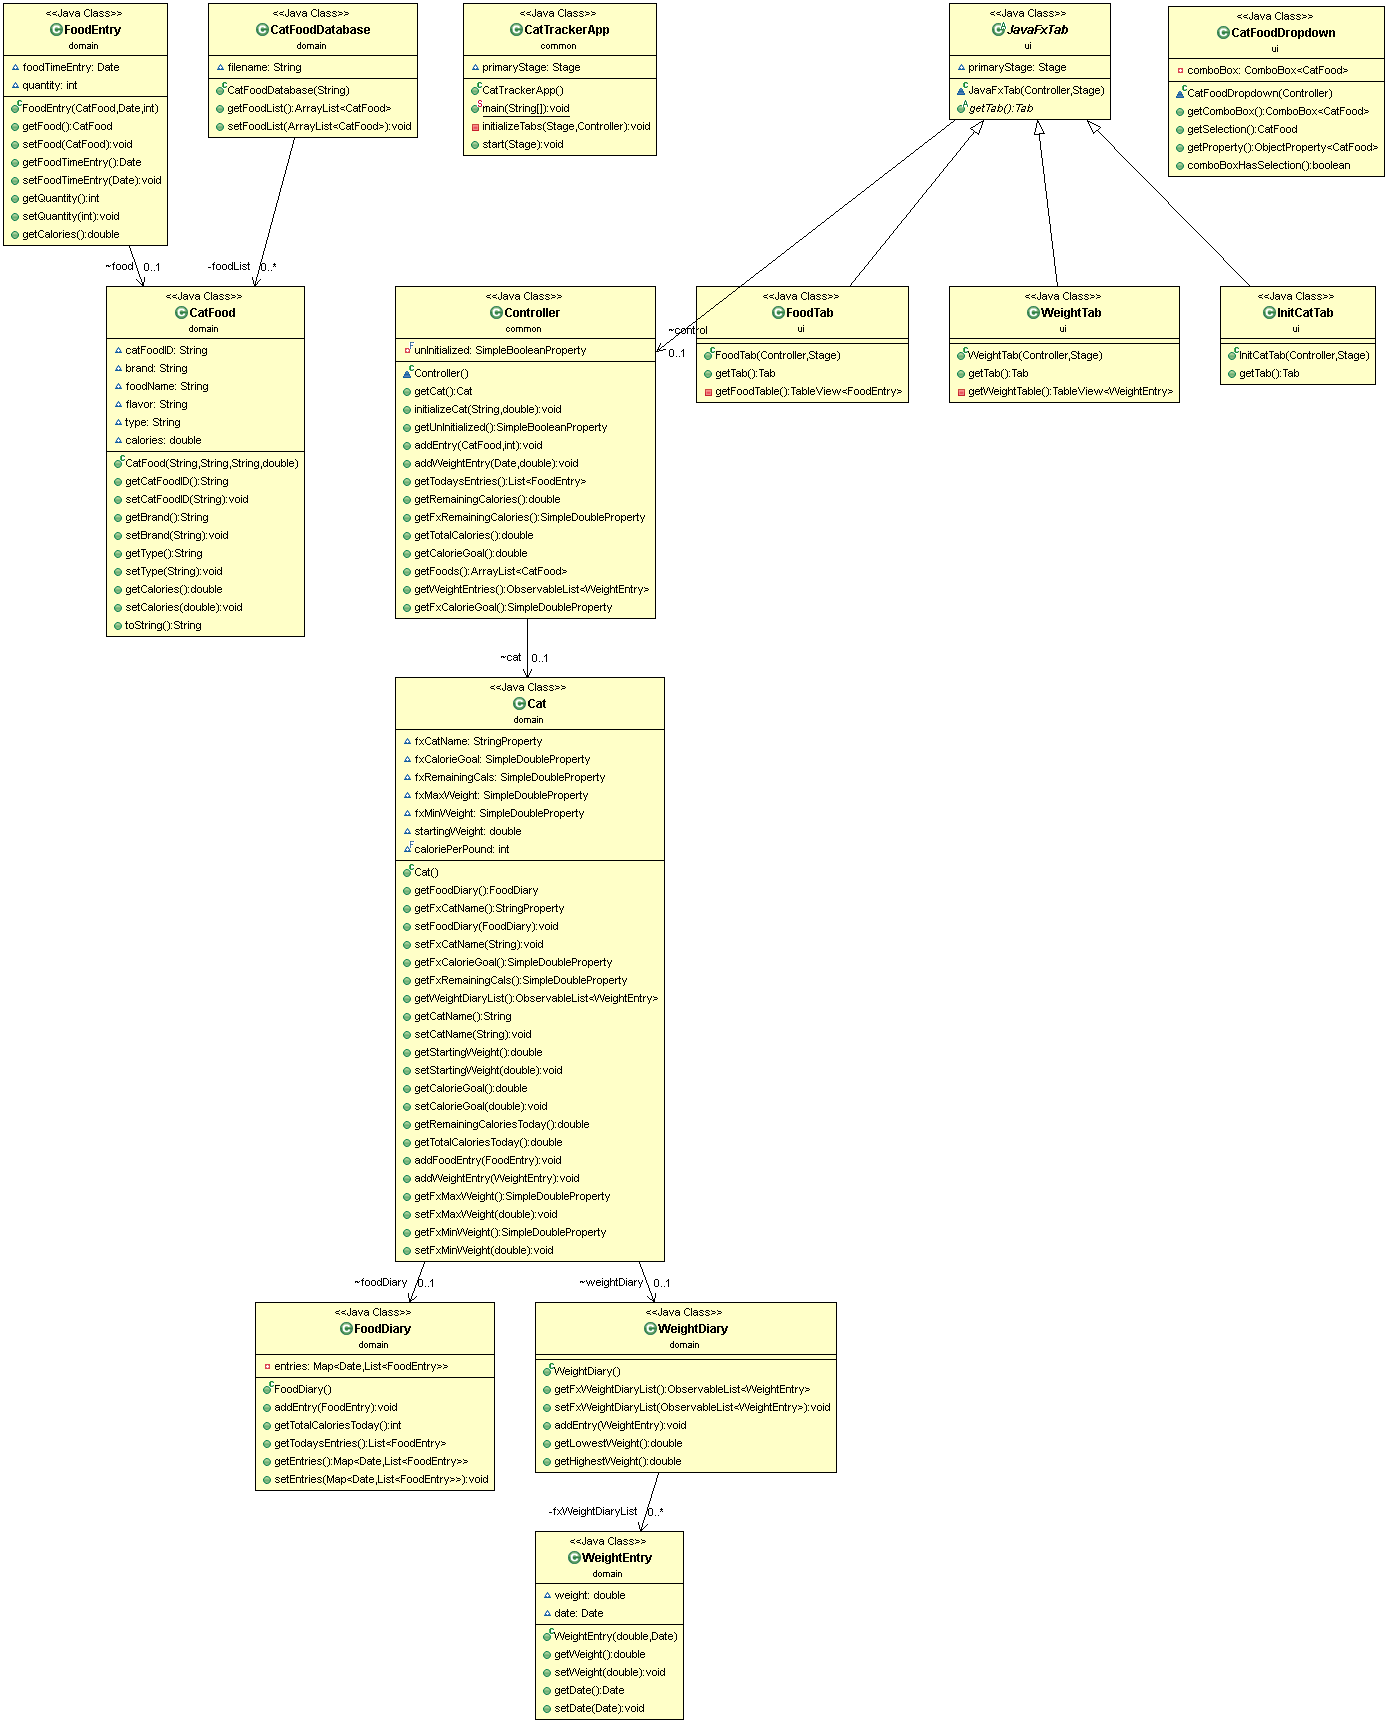 <<Java Class>>
FoodEntry
domain
foodTimeEntry: Date
quantity: int
FoodEntry(CatFood,Date,int)
getFood():CatFood
setFood(CatFood):void
getFoodTimeEntry():Date
setFoodTimeEntry(Date):void
getQuantity():int
setQuantity(int):void
getCalories():double
<<Java Class>>
CatFoodDatabase
domain
filename: String
CatFoodDatabase(String)
getFoodList():ArrayList<CatFood>
setFoodList(ArrayList<CatFood>):void
<<Java Class>>
CatTrackerApp
common
primaryStage: Stage
CatTrackerApp()
main(String[]):void
initializeTabs(Stage,Controller):void
start(Stage):void
<<Java Class>>
JavaFxTab
ui
primaryStage: Stage
JavaFxTab(Controller,Stage)
getTab():Tab
<<Java Class>>
CatFoodDropdown
ui
comboBox: ComboBox<CatFood>
CatFoodDropdown(Controller)
getComboBox():ComboBox<CatFood>
getSelection():CatFood
getProperty():ObjectProperty<CatFood>
comboBoxHasSelection():boolean
~food 0..1
-foodList 0..*
~control
0..1
<<Java Class>>
CatFood
domain
catFoodID: String
brand: String
foodName: String
flavor: String
type: String
calories: double
CatFood(String,String,String,double)
getCatFoodID():String
setCatFoodID(String):void
getBrand():String
setBrand(String):void
getType():String
setType(String):void
getCalories():double
setCalories(double):void
toString():String
<<Java Class>>
Controller
common
unInitialized: SimpleBooleanProperty
Controller()
getCat():Cat
initializeCat(String,double):void
getUnInitialized():SimpleBooleanProperty
addEntry(CatFood,int):void
addWeightEntry(Date,double):void
getTodaysEntries():List<FoodEntry>
getRemainingCalories():double
getFxRemainingCalories():SimpleDoubleProperty
getTotalCalories():double
getCalorieGoal():double
getFoods():ArrayList<CatFood>
getWeightEntries():ObservableList<WeightEntry>
getFxCalorieGoal():SimpleDoubleProperty
<<Java Class>>
FoodTab
ui
FoodTab(Controller,Stage)
getTab():Tab
getFoodTable():TableView<FoodEntry>
<<Java Class>>
WeightTab
ui
WeightTab(Controller,Stage)
getTab():Tab
getWeightTable():TableView<WeightEntry>
<<Java Class>>
InitCatTab
ui
InitCatTab(Controller,Stage)
getTab():Tab
~cat 0..1
<<Java Class>>
Cat
domain
fxCatName: StringProperty
fxCalorieGoal: SimpleDoubleProperty
fxRemainingCals: SimpleDoubleProperty
fxMaxWeight: SimpleDoubleProperty
fxMinWeight: SimpleDoubleProperty
startingWeight: double
caloriePerPound: int
Cat()
getFoodDiary():FoodDiary
getFxCatName():StringProperty
setFoodDiary(FoodDiary):void
setFxCatName(String):void
getFxCalorieGoal():SimpleDoubleProperty
getFxRemainingCals():SimpleDoubleProperty
getWeightDiaryList():ObservableList<WeightEntry>
getCatName():String
setCatName(String):void
getStartingWeight():double
setStartingWeight(double):void
getCalorieGoal():double
setCalorieGoal(double):void
getRemainingCaloriesToday():double
getTotalCaloriesToday():double
addFoodEntry(FoodEntry):void
addWeightEntry(WeightEntry):void
getFxMaxWeight():SimpleDoubleProperty
setFxMaxWeight(double):void
getFxMinWeight():SimpleDoubleProperty
setFxMinWeight(double):void
~foodDiary 0..1
~weightDiary 0..1
<<Java Class>>
FoodDiary
domain
entries: Map<Date,List<FoodEntry>>
FoodDiary()
addEntry(FoodEntry):void
getTotalCaloriesToday():int
getTodaysEntries():List<FoodEntry>
getEntries():Map<Date,List<FoodEntry>>
setEntries(Map<Date,List<FoodEntry>>):void
<<Java Class>>
WeightDiary
domain
WeightDiary()
getFxWeightDiaryList():ObservableList<WeightEntry>
setFxWeightDiaryList(ObservableList<WeightEntry>):void
addEntry(WeightEntry):void
getLowestWeight():double
getHighestWeight():double
-fxWeightDiaryList 0..*
<<Java Class>>
WeightEntry
domain
weight: double
date: Date
WeightEntry(double,Date)
getWeight():double
setWeight(double):void
getDate():Date
setDate(Date):void